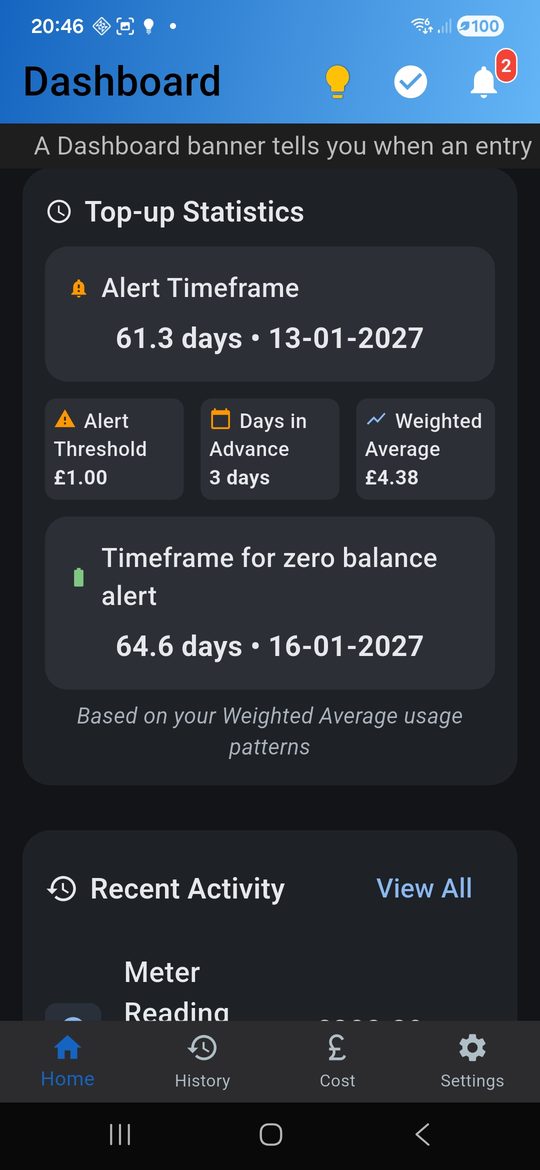 20:46
6
100
Dashboard
2
A Dashboard banner tells you when an entry
Top-up Statistics
Alert Timeframe
61.3 days • 13-01-2027
Alert
Threshold
£1.00
Days in
Advance
3 days
Weighted
Average
£4.38
Timeframe for zero balance
alert
64.6 days • 16-01-2027
Based on your Weighted Average usage
patterns
Recent Activity
View All
Meter
Reading
Home
History
Cost
Settings